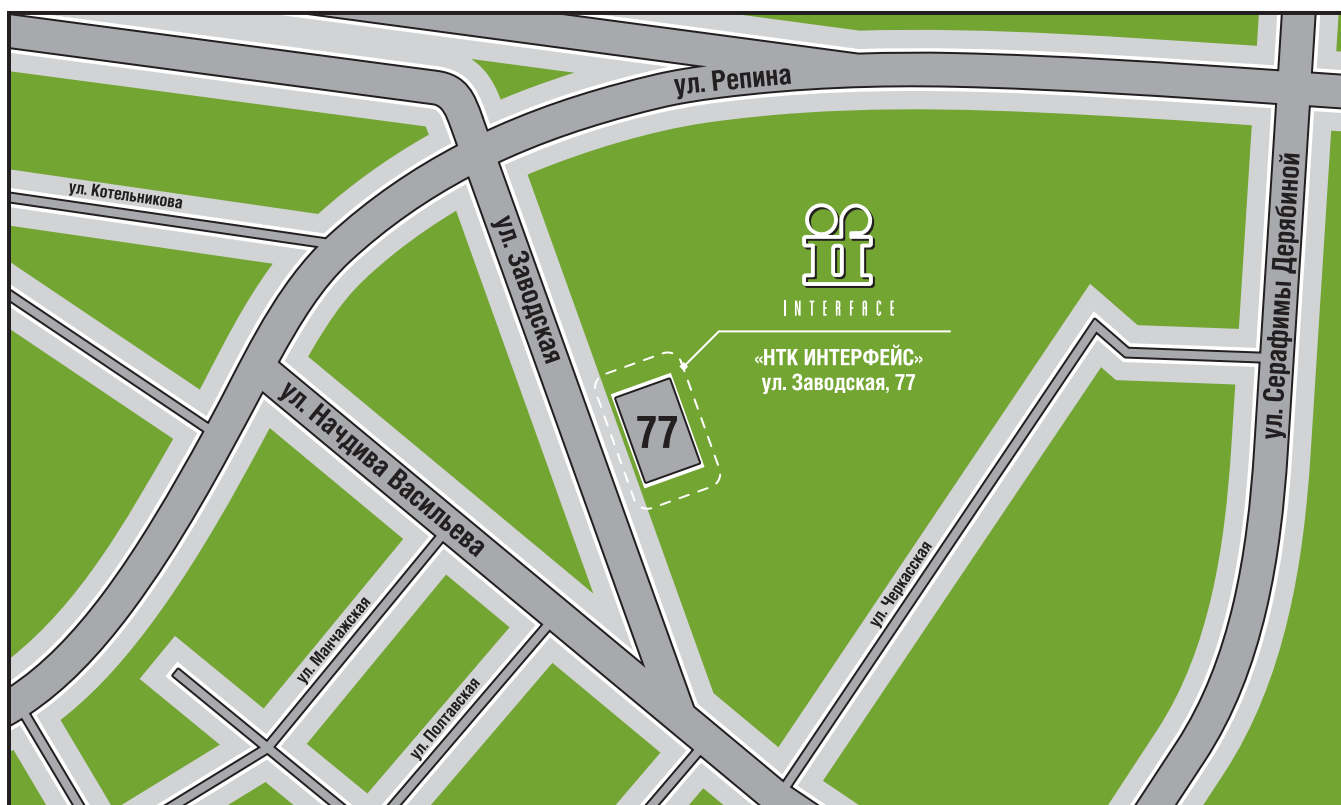 ул. Репина
ул. Котельникова
ул. Заводская
INTERFACE
«НТК ИНТЕРФЕЙС»
ул. Заводская, 77
77
ул. Серафимы Дерябиной
ул. Начдива Васильева
ул. Черкасская
ул. Манчажская
ул. Полтавская